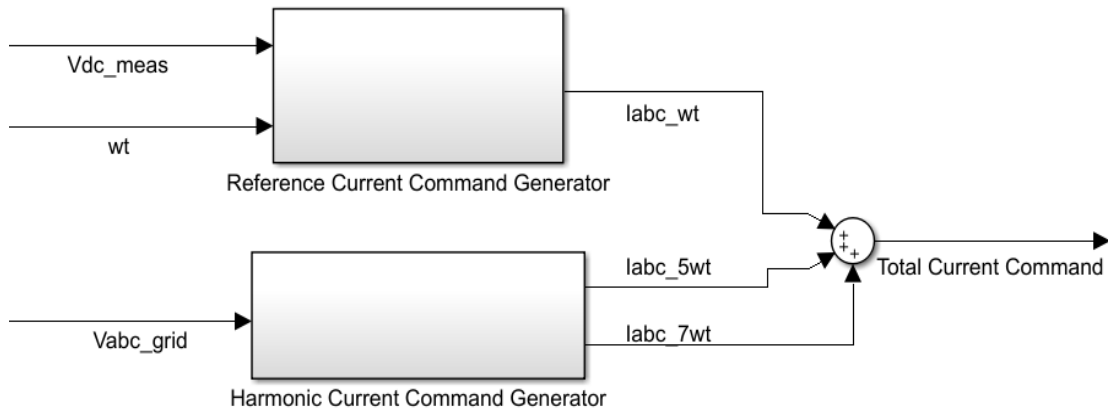 Vdc_meas
wt
Iabc_wt
Reference Current Command Generator
+
+
+
Iabc_5wt
Total Current Command
Vabc_grid
Iabc_7wt
Harmonic Current Command Generator